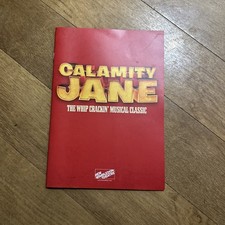 CALAMITY
JANE
THE WHIP CRACKIN' MUSICAL CLASSIC